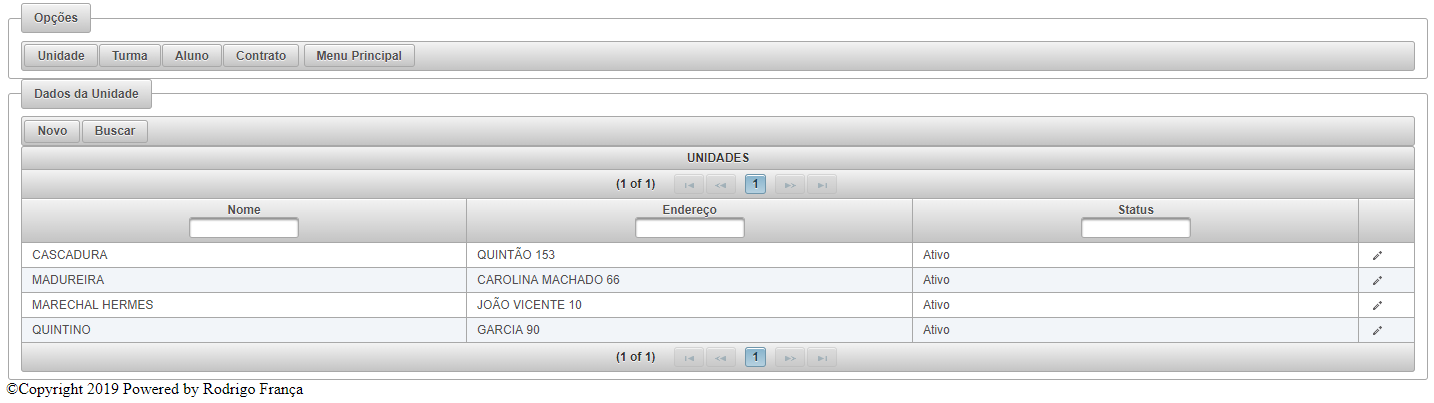 Opções
Unidade Turma Aluno Contrato Menu Principal
Dados da Unidade
Novo Buscar
UNIDADES
(1 of 1) 1
Nome Endereço Status
CASCADURA QUINTÃO 153 Ativo
MADUREIRA CAROLINA MACHADO 66 Ativo
MARECHAL HERMES JOÃO VICENTE 10 Ativo
QUINTINO GARCIA 90 Ativo
(1 of 1) 1
©Copyright 2019 Powered by Rodrigo França